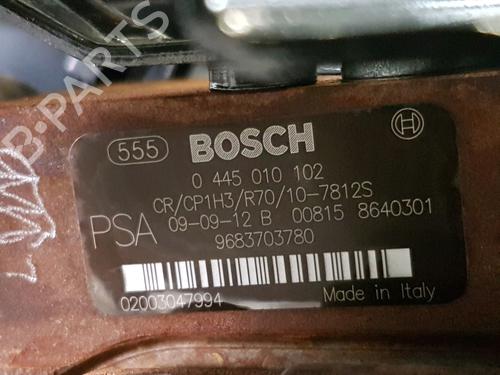 555 BOSCH
0 445 010 102
CR/CP1H3/R70/10-7812S
PSA 09-09-12 B 00815 8640301
9683703780
02003047994 Made in Italy
B-PARTS